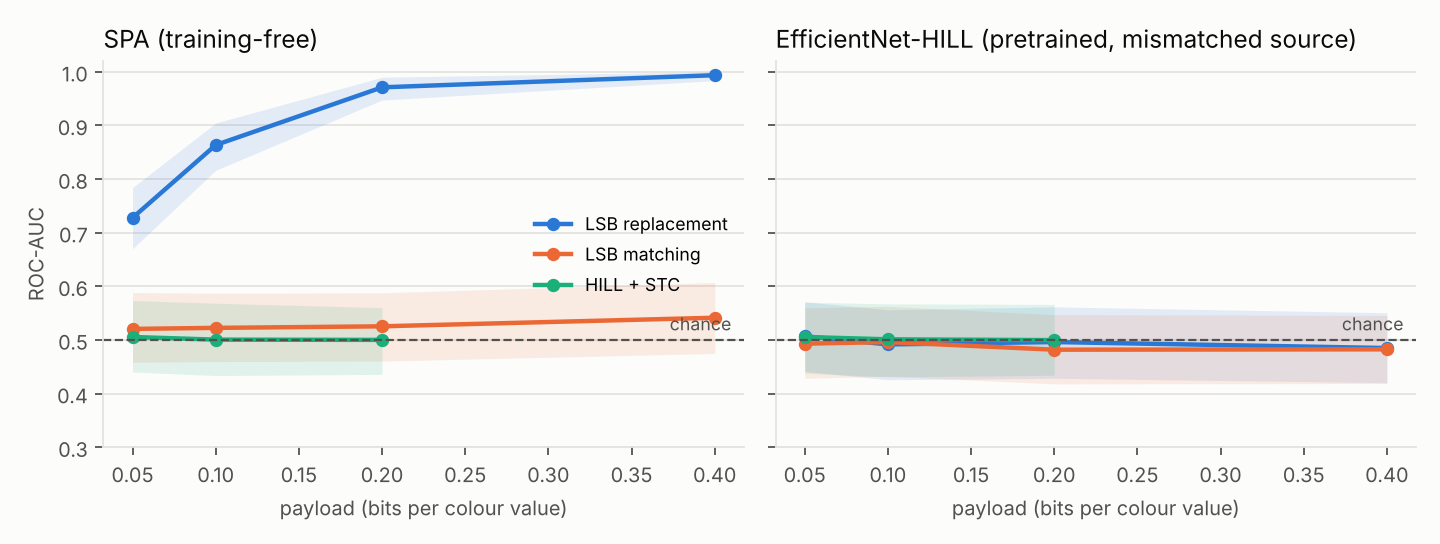 SPA (training-free)
EfficientNet-HILL (pretrained, mismatched source)
ROC-AUC
1.0
0.9
0.8
0.7
0.6
0.5
0.4
0.3
LSB replacement
LSB matching
HILL + STC
chance
chance
0.05 0.10 0.15 0.20 0.25 0.30 0.35 0.40
0.05 0.10 0.15 0.20 0.25 0.30 0.35 0.40
payload (bits per colour value)
payload (bits per colour value)